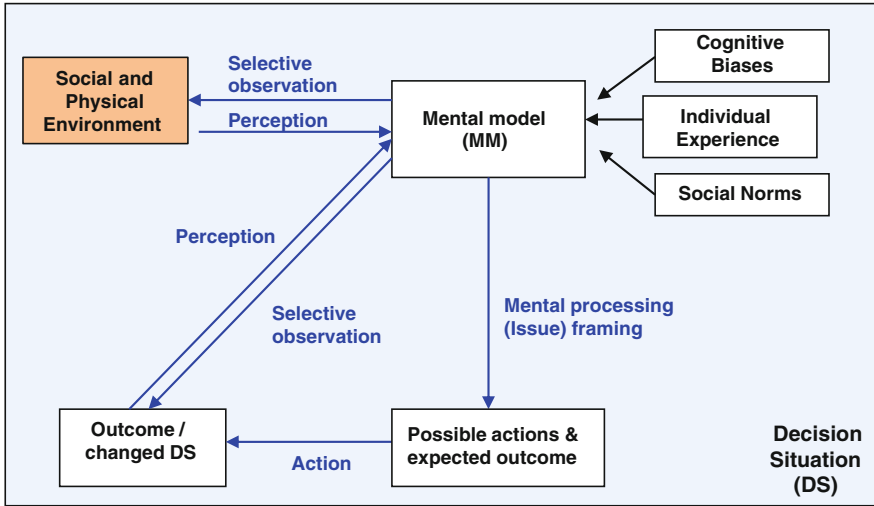 Social and
Physical
Environment
Selective
observation
Perception
Mental model
(MM)
Cognitive
Biases
Individual
Experience
Social Norms
Perception
Selective
observation
Mental processing
(Issue) framing
Outcome /
changed DS
Action
Possible actions &
expected outcome
Decision
Situation
(DS)